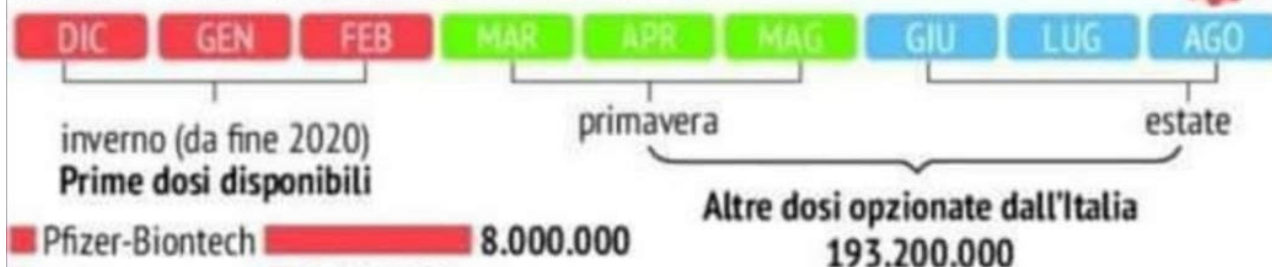 DIC GEN FEB MAR APR MAG GIU LUG AGO
inverno (da fine 2020)
Prime dosi disponibili
primavera
estate
Altre dosi opzionate dall'Italia
193.200.000
Pfizer-Biontech 8.000.000